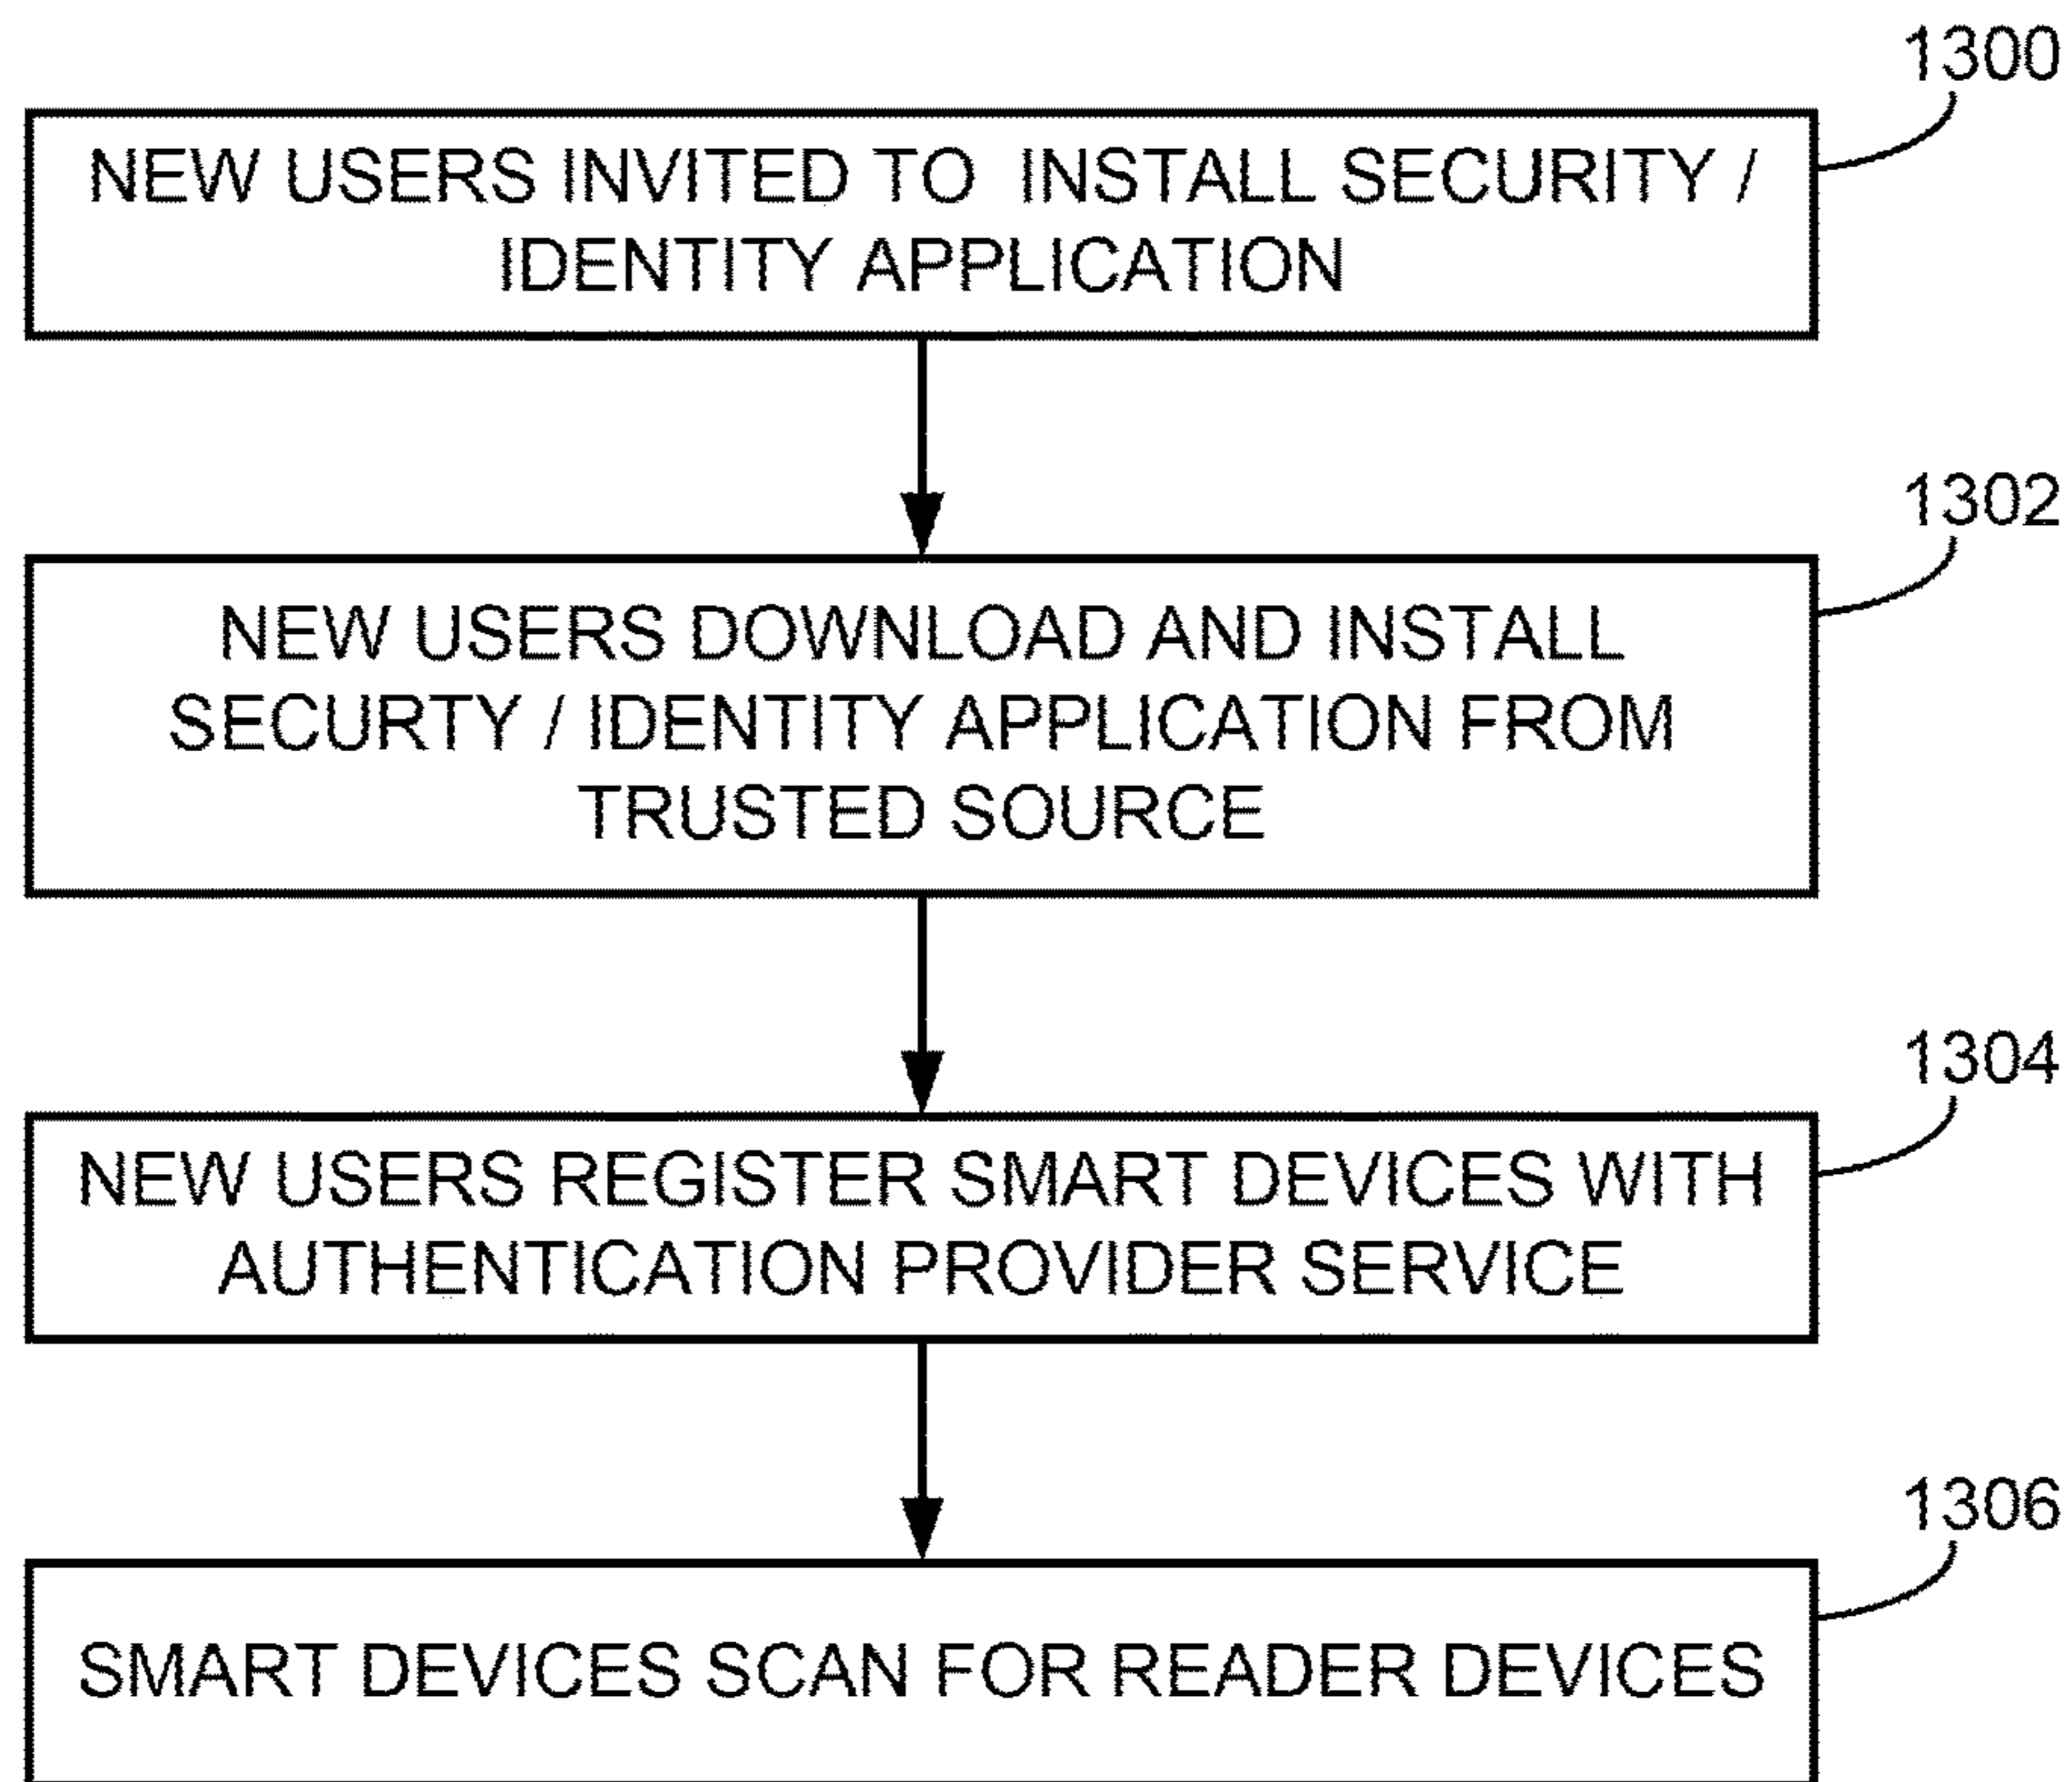 1300
NEW USERS INVITED TO INSTALL SECURITY /
IDENTITY APPLICATION
1302
NEW USERS DOWNLOAD AND INSTALL
SECURTY / IDENTITY APPLICATION FROM
TRUSTED SOURCE
1304
NEW USERS REGISTER SMART DEVICES WITH
AUTHENTICATION PROVIDER SERVICE
1306
SMART DEVICES SCAN FOR READER DEVICES